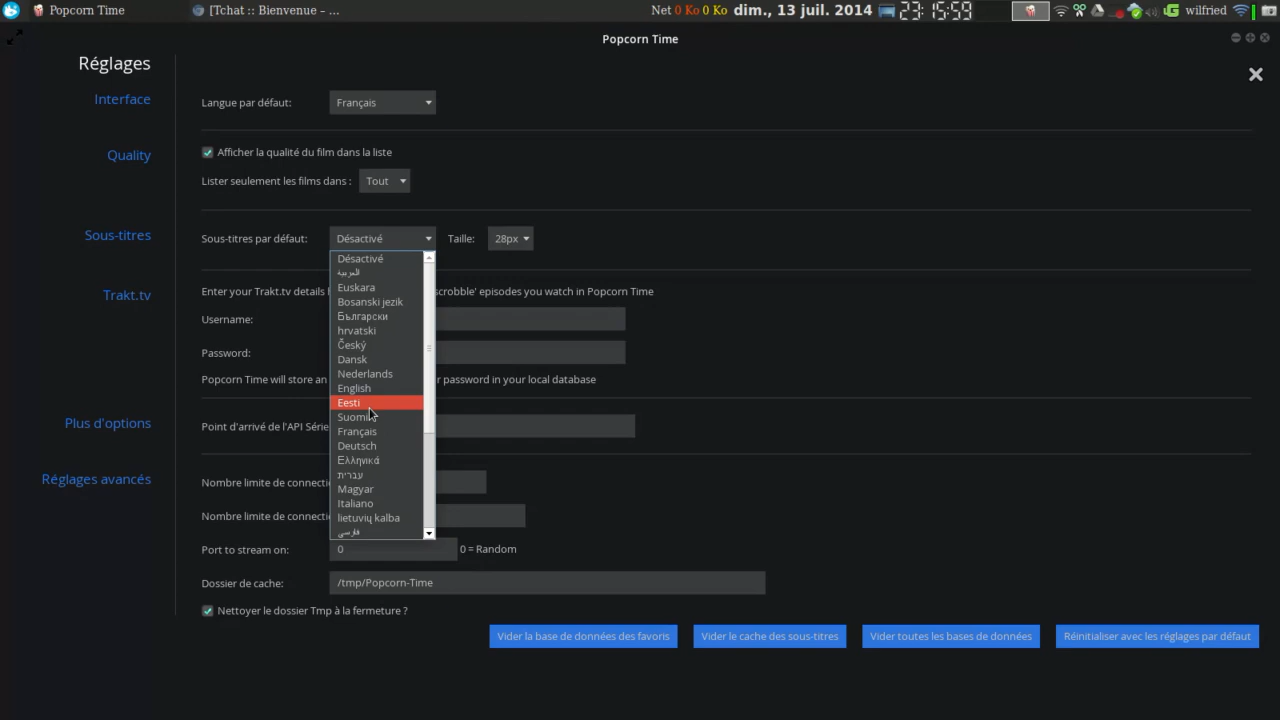 Popcorn Time
[Tchat :: Bienvenue – ...
Net 0 Ko 0 Ko dim., 13 juil. 2014
23:15:59
wilfried
Popcorn Time
Réglages
Interface
Langue par défaut:
Français
Quality
Afficher la qualité du film dans la liste
Lister seulement les films dans :
Tout
Sous-titres
Sous-titres par défaut:
Désactivé
Taille:
28px
Désactivé
العربية
Euskara
Bosanski jezik
Български
hrvatski
Český
Dansk
Nederlands
English
Eesti
Suomi
Français
Deutsch
Ελληνικά
עברית
Magyar
Italiano
lietuvių kalba
فارسی
Trakt.tv
Enter your Trakt.tv details
scrobble' episodes you watch in Popcorn Time
Username:
Password:
Popcorn Time will store an
r password in your local database
Plus d'options
Point d'arrivé de l'API Série
Réglages avancés
Nombre limite de connecti
Nombre limite de connecti
Port to stream on:
0
0 = Random
Dossier de cache:
/tmp/Popcorn-Time
Nettoyer le dossier Tmp à la fermeture ?
Vider la base de données des favoris
Vider le cache des sous-titres
Vider toutes les bases de données
Réinitialiser avec les réglages par défaut